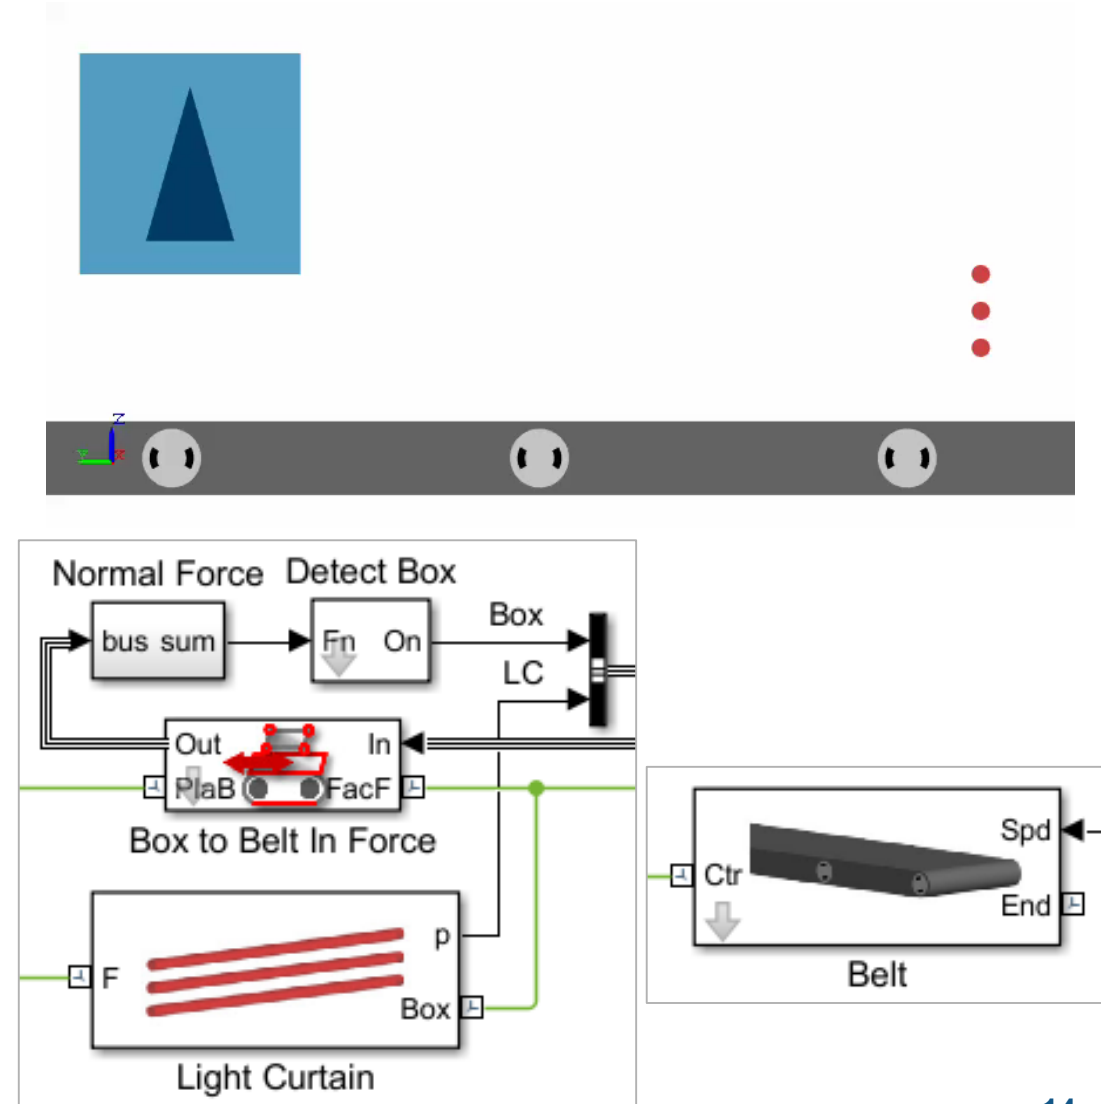 Z
Y X
Normal Force Detect Box
bus sum
Fn On
Box
LC
Out In
PlaB FacF
Box to Belt In Force
F
p
Box
Light Curtain
Ctr
Spd
End
Belt